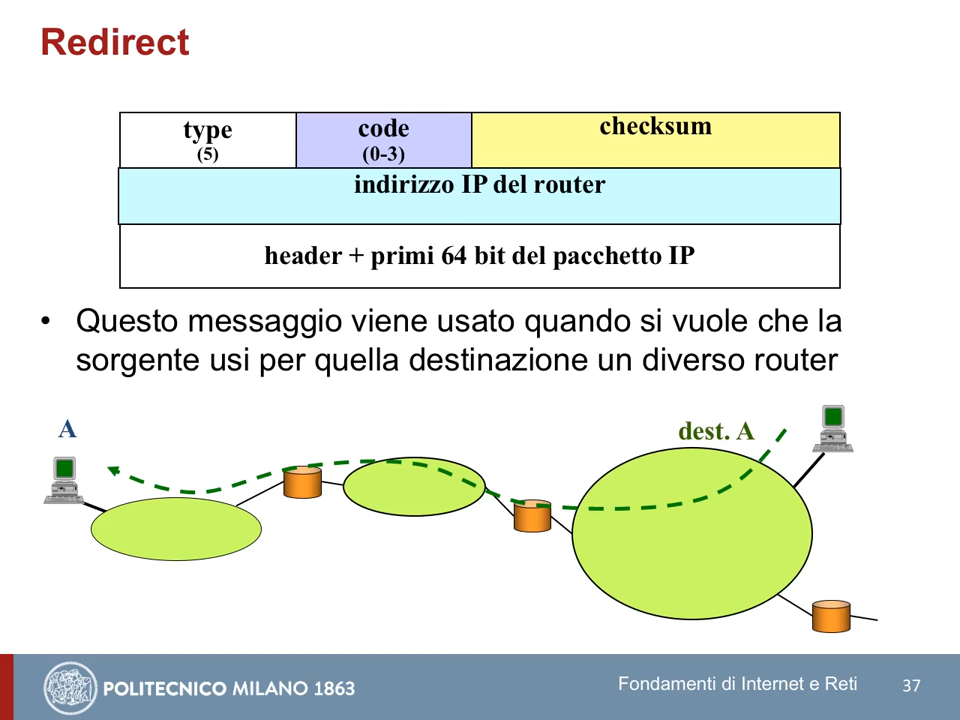 Redirect
type
(5)
code
(0-3)
checksum
indirizzo IP del router
header + primi 64 bit del pacchetto IP
• Questo messaggio viene usato quando si vuole che la
sorgente usi per quella destinazione un diverso router
A
dest. A
POLITECNICO MILANO 1863
Fondamenti di Internet e Reti
37